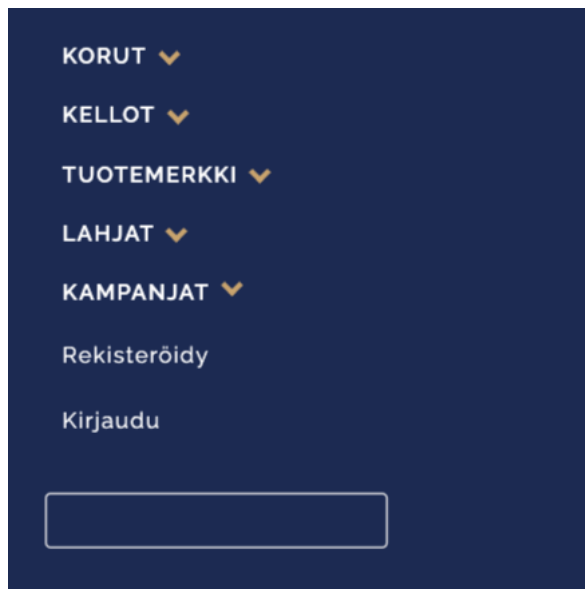 KORUT
KELLOT
TUOTEMERKKI
LAHJAT
KAMPANJAT
Rekisteröidy
Kirjaudu